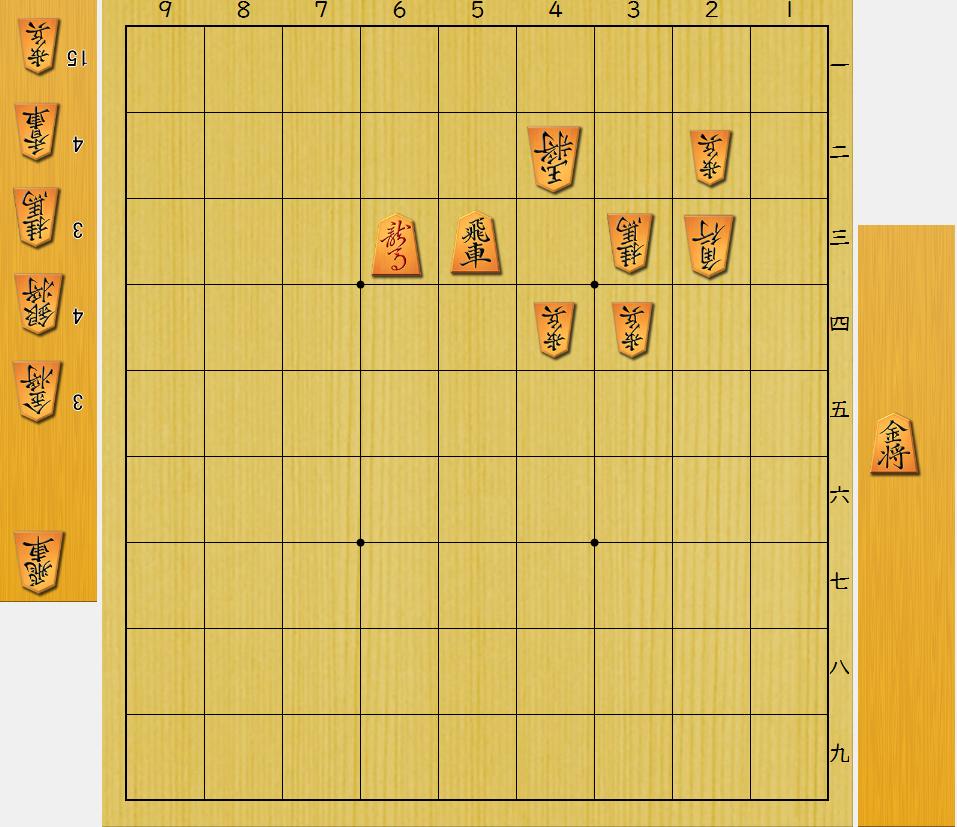 9 8 7 6 5 4 3 2 1
一
二
三
四
五
六
七
八
九
歩兵 15
香車 4
桂馬 3
銀将 4
金将 3
飛車
玉将 歩兵
龍馬 飛車 桂馬 角行
歩兵 歩兵
金将